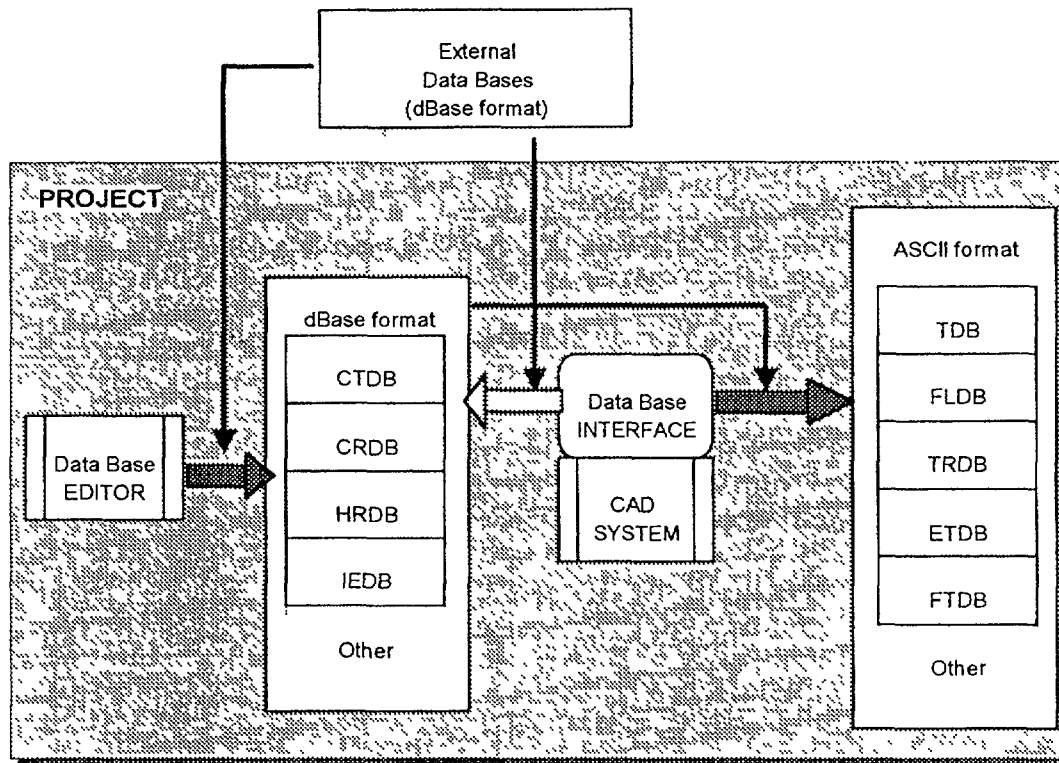 External
Data Bases
(dBase format)
PROJECT
Data Base
EDITOR
dBase format
CTDB
CRDB
HRDB
IEDB
Other
Data Base
INTERFACE
CAD
SYSTEM
ASCII format
TDB
FLDB
TRDB
ETDB
FTDB
Other